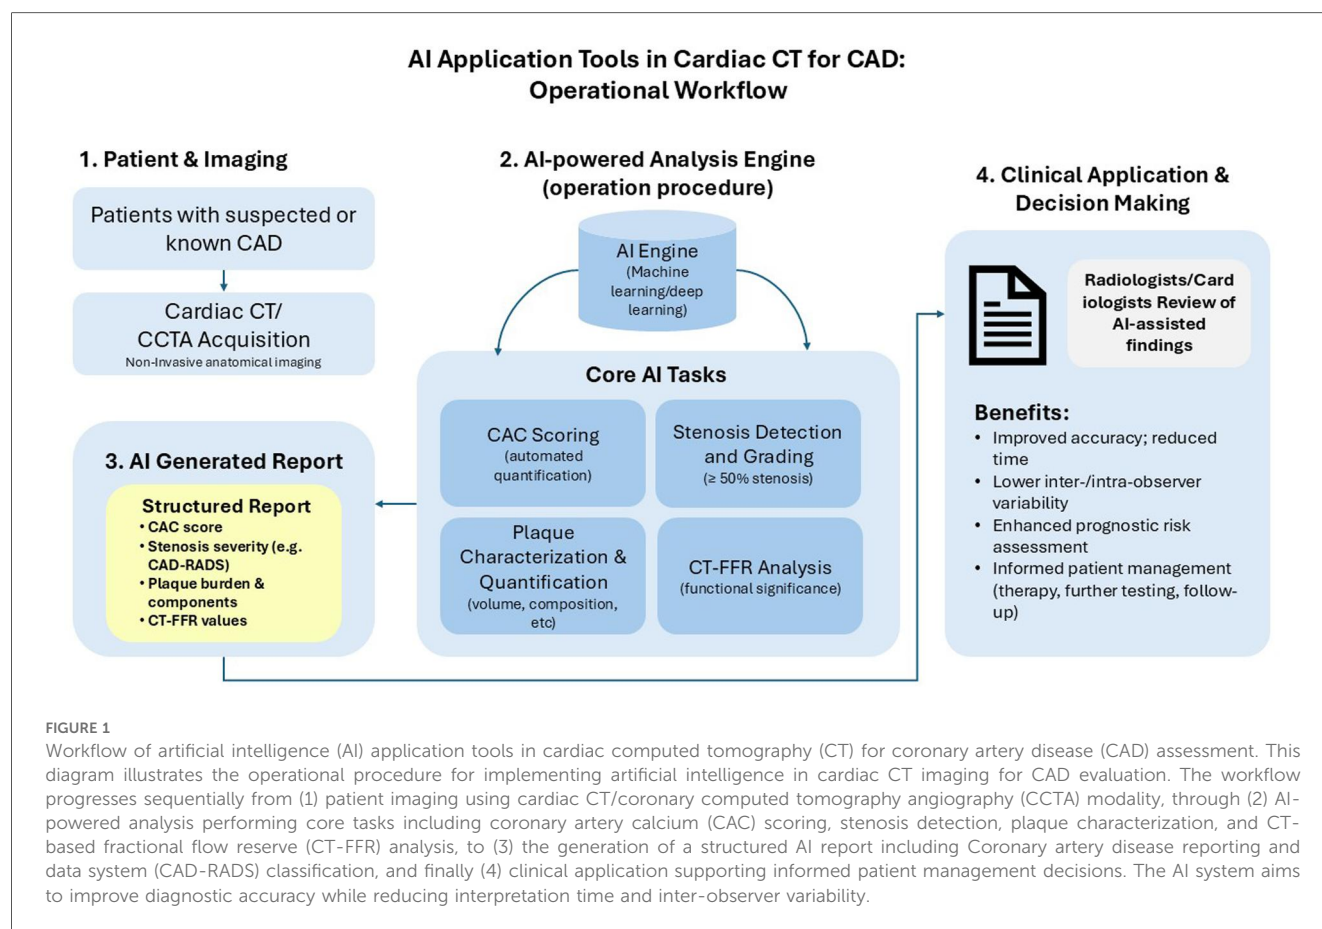 AI Application Tools in Cardiac CT for CAD:
Operational Workflow
1. Patient & Imaging
Patients with suspected or
known CAD
Cardiac CT/
CCTA Acquisition
Non-Invasive anatomical imaging
2. AI-powered Analysis Engine
(operation procedure)
AI Engine
(Machine
learning/deep
learning)
Core AI Tasks
CAC Scoring
(automated
quantification)
Stenosis Detection
and Grading
(≥ 50% stenosis)
Plaque
Characterization &
Quantification
(volume, composition,
etc)
CT-FFR Analysis
(functional significance)
3. AI Generated Report
Structured Report
• CAC score
• Stenosis severity (e.g.
CAD-RADS)
• Plaque burden &
components
• CT-FFR values
4. Clinical Application &
Decision Making
Radiologists/Card
iologists Review of
AI-assisted
findings
Benefits:
• Improved accuracy; reduced
time
• Lower inter-/intra-observer
variability
• Enhanced prognostic risk
assessment
• Informed patient management
(therapy, further testing, follow-
up)
FIGURE 1
Workflow of artificial intelligence (AI) application tools in cardiac computed tomography (CT) for coronary artery disease (CAD) assessment. This
diagram illustrates the operational procedure for implementing artificial intelligence in cardiac CT imaging for CAD evaluation. The workflow
progresses sequentially from (1) patient imaging using cardiac CT/coronary computed tomography angiography (CCTA) modality, through (2) AI-
powered analysis performing core tasks including coronary artery calcium (CAC) scoring, stenosis detection, plaque characterization, and CT-
based fractional flow reserve (CT-FFR) analysis, to (3) the generation of a structured AI report including Coronary artery disease reporting and
data system (CAD-RADS) classification, and finally (4) clinical application supporting informed patient management decisions. The AI system aims
to improve diagnostic accuracy while reducing interpretation time and inter-observer variability.